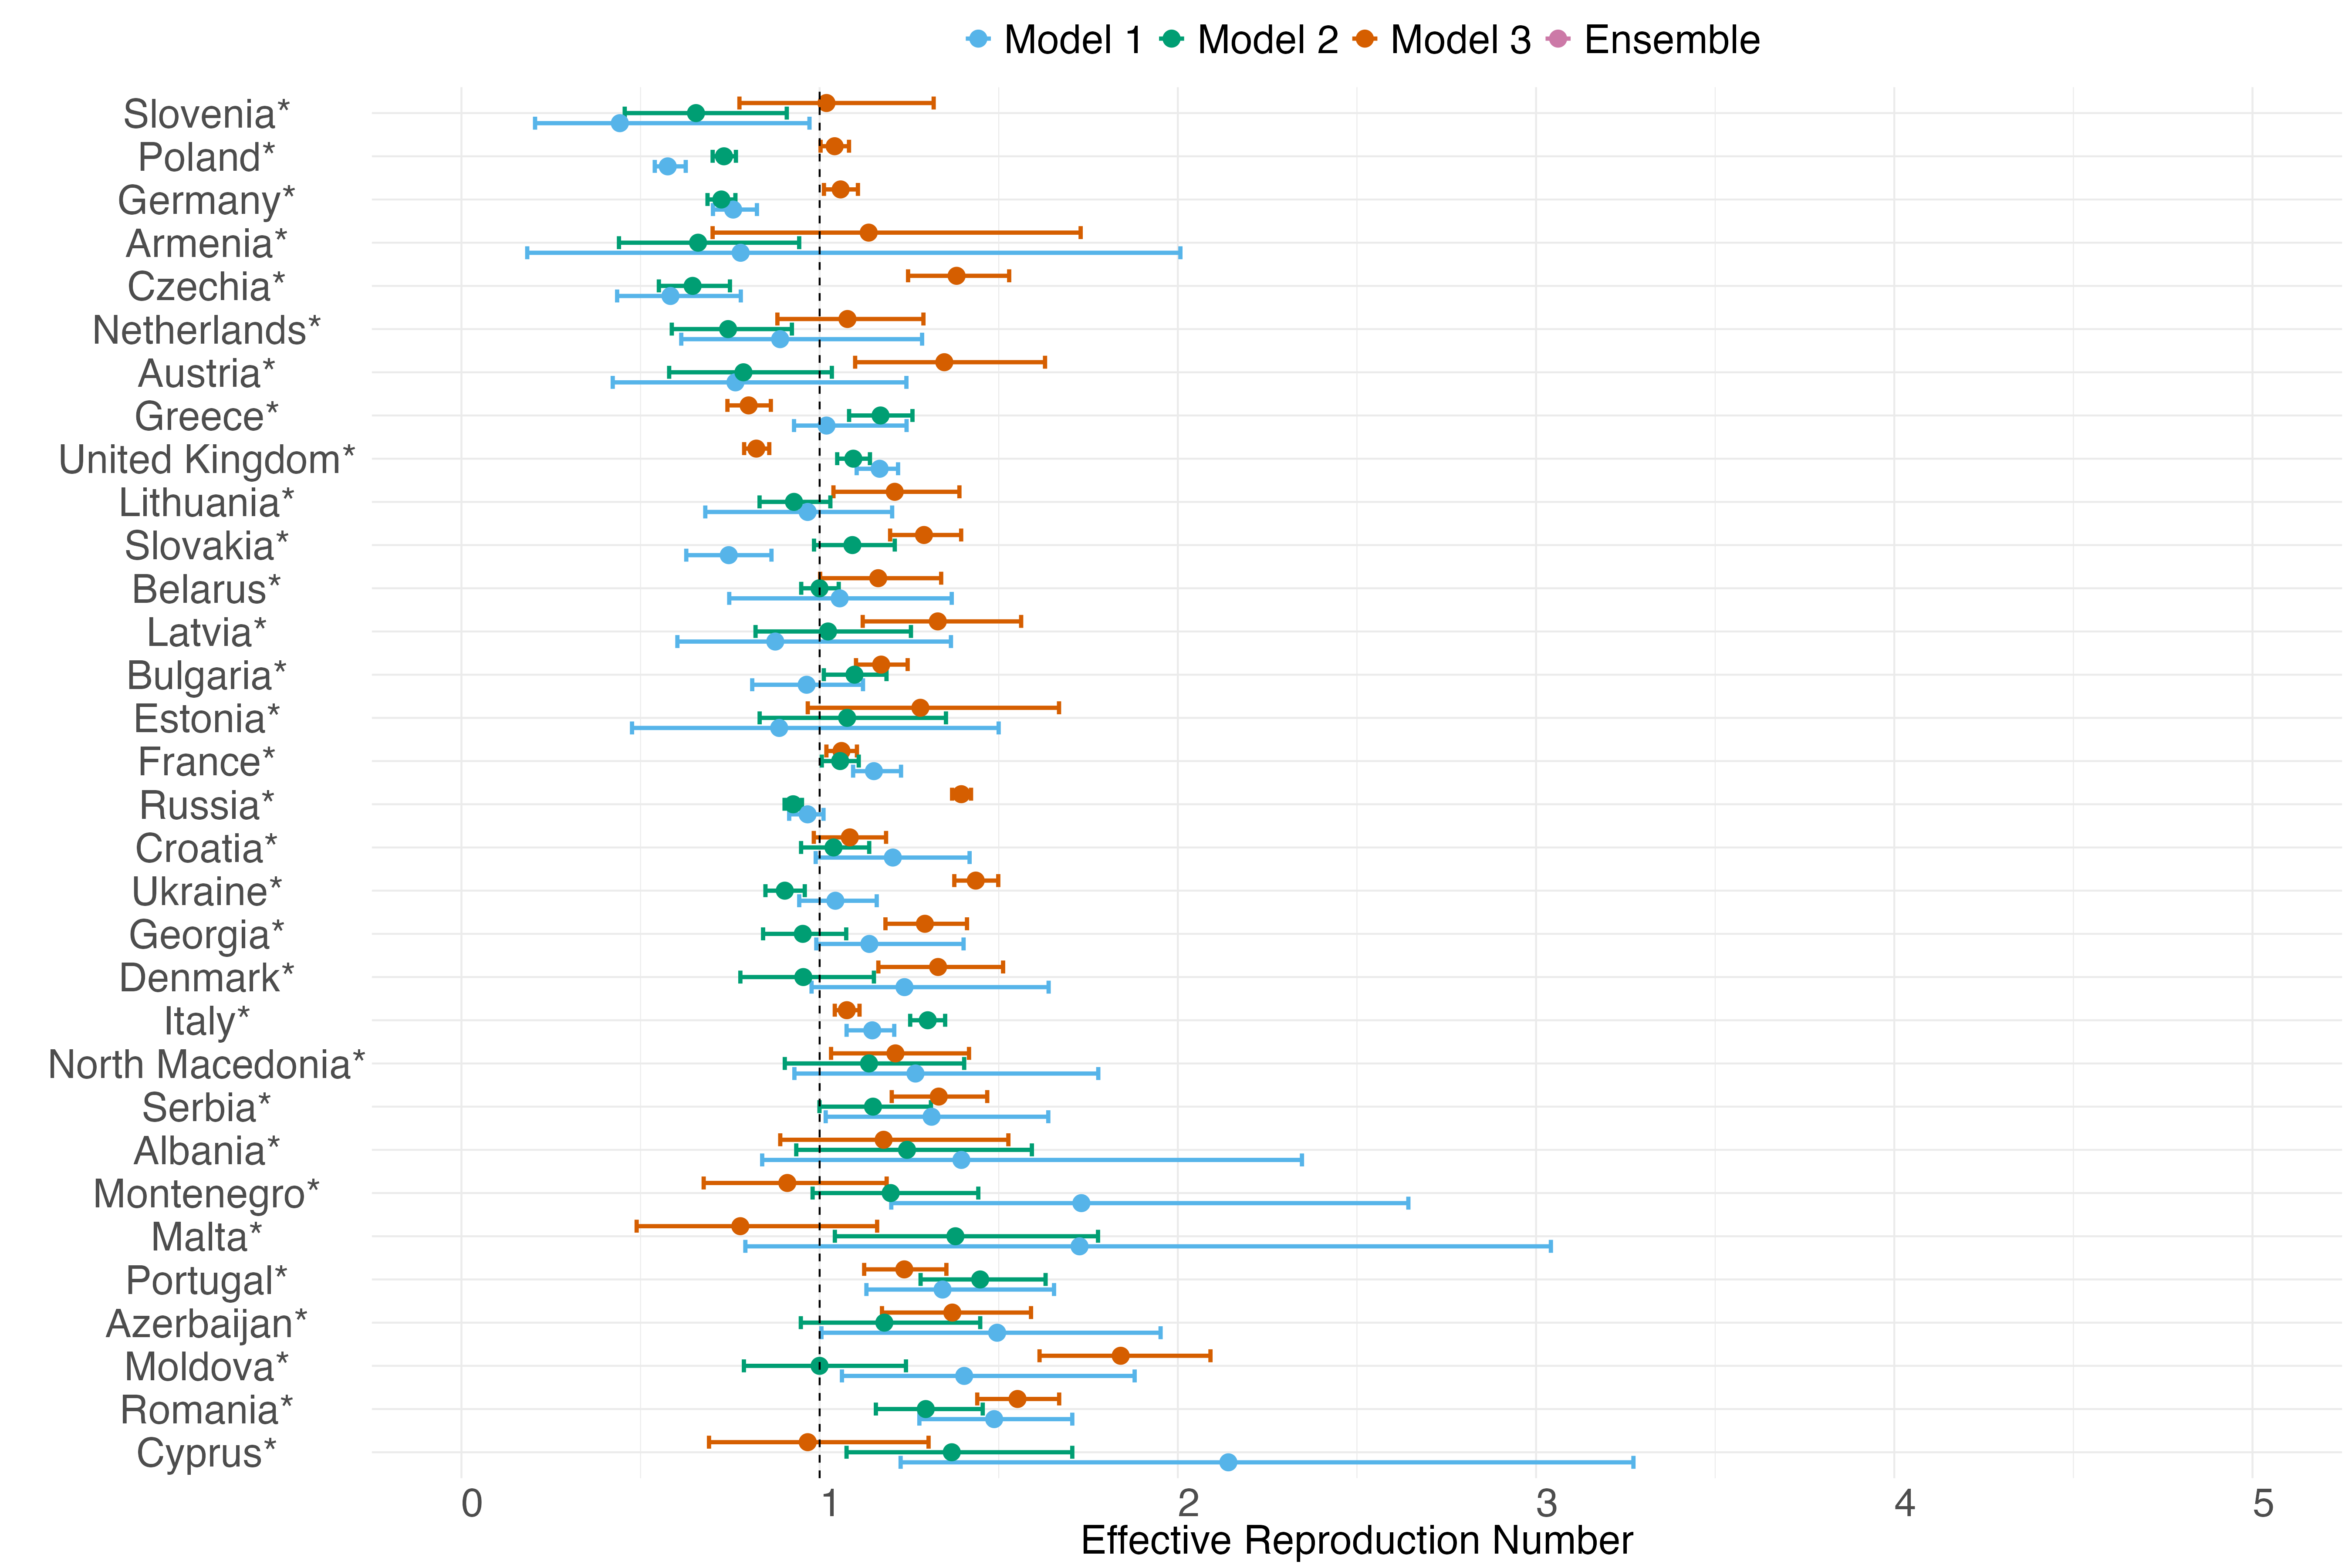 Model 1 Model 2 Model 3 Ensemble
Slovenia*
Poland*
Germany*
Armenia*
Czechia*
Netherlands*
Austria*
Greece*
United Kingdom*
Lithuania*
Slovakia*
Belarus*
Latvia*
Bulgaria*
Estonia*
France*
Russia*
Croatia*
Ukraine*
Georgia*
Denmark*
Italy*
North Macedonia*
Serbia*
Albania*
Montenegro*
Malta*
Portugal*
Azerbaijan*
Moldova*
Romania*
Cyprus*
0 1 2 3 4 5
Effective Reproduction Number